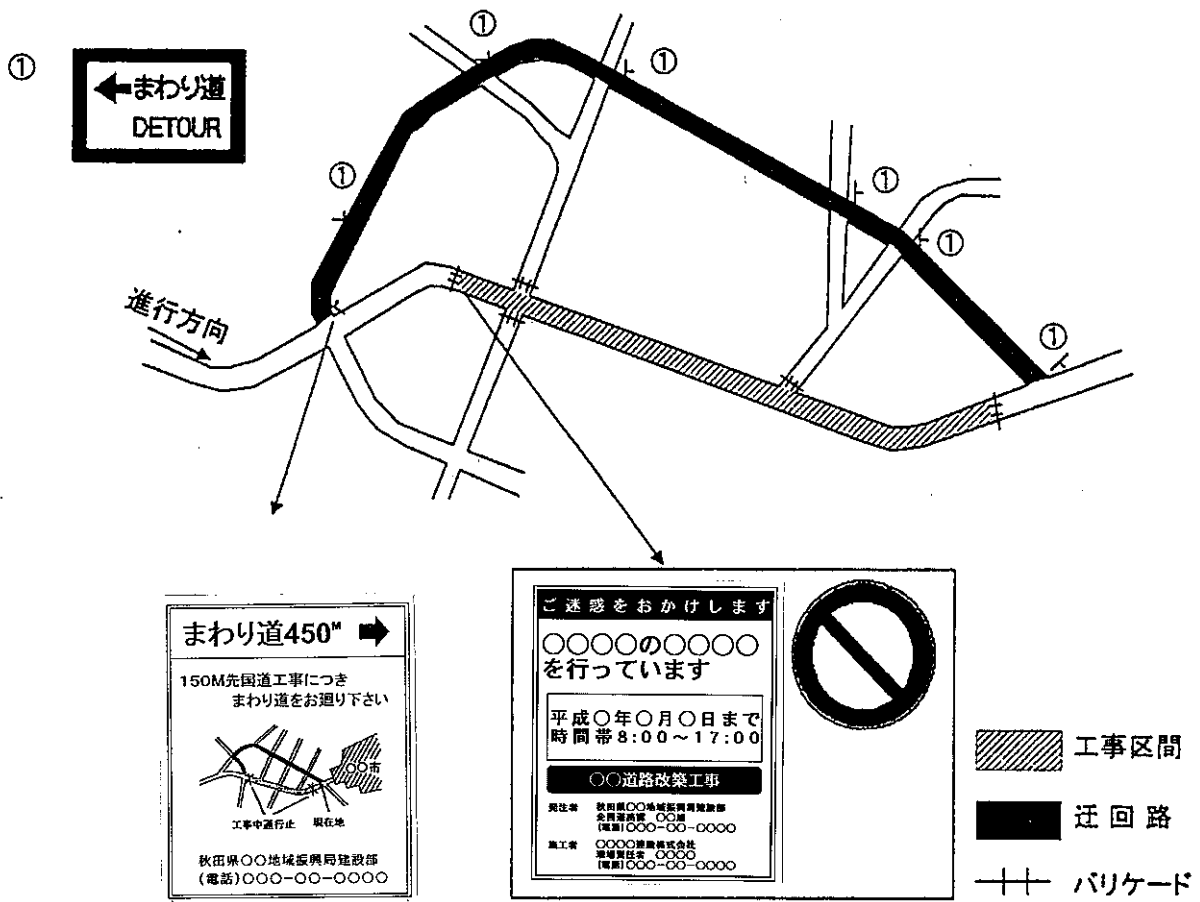 ①
←まわり道
DETOUR
①
①
①
①
①
①
進行方向
まわり道450M ➡
150M先国道工事につき
まわり道をお廻り下さい
○○市
工事中通行止 現在地
秋田県○○地域振興局建設部
(電話)○○○-○○-○○○○
ご迷惑をおかけします
○○○○の○○○○
を行っています
平成○年○月○日まで
時間帯8:00~17:00
○○道路改築工事
発注者 秋田県○○地域振興局建設部
○○課
(電話)○○○-○○-○○○○
施工者 ○○○○建設株式会社
現場責任者 ○○○○
(電話)○○○-○○-○○○○
工事区間
迂回路
バリケード